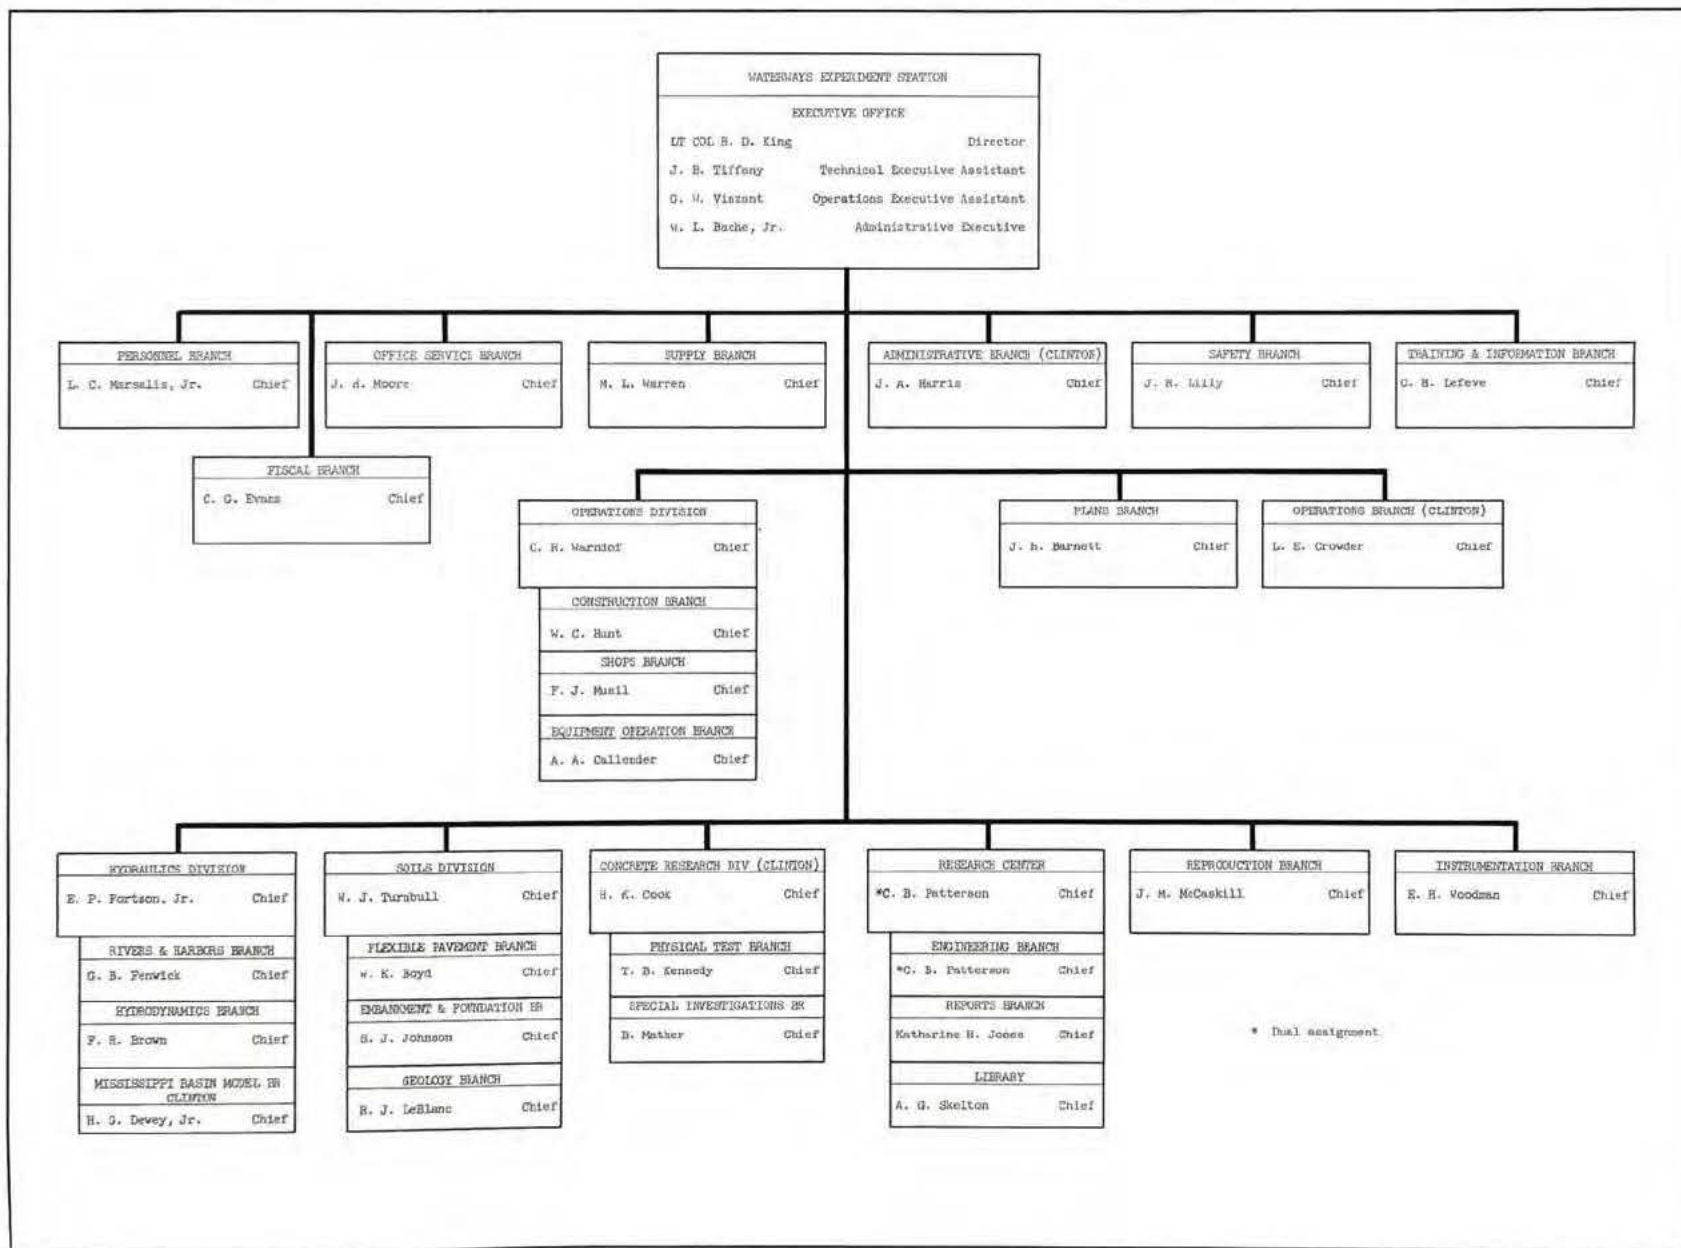 WATERWAYS EXPERIMENT STATION
EXECUTIVE OFFICE
LT COL R. D. King Director
J. B. Tiffany Technical Executive Assistant
G. W. Vinzant Operations Executive Assistant
W. L. Bache, Jr. Administrative Executive
PERSONNEL BRANCH
L. C. Marsalis, Jr. Chief
OFFICE SERVICE BRANCH
J. H. Moore Chief
SUPPLY BRANCH
M. L. Warren Chief
ADMINISTRATIVE BRANCH (CLINTON)
J. A. Harris Chief
SAFETY BRANCH
J. R. Lilly Chief
TRAINING & INFORMATION BRANCH
C. H. Lefeve Chief
FISCAL BRANCH
C. G. Evans Chief
OPERATIONS DIVISION
C. R. Warndof Chief
CONSTRUCTION BRANCH
W. C. Hunt Chief
SHOPS BRANCH
F. J. Musil Chief
EQUIPMENT OPERATION BRANCH
A. A. Callender Chief
PLANS BRANCH
J. Barnett Chief
OPERATIONS BRANCH (CLINTON)
L. E. Crowder Chief
HYDRAULICS DIVISION
E. P. Fortson, Jr. Chief
RIVERS & HARBORS BRANCH
G. B. Fenwick Chief
HYDRODYNAMICS BRANCH
F. R. Brown Chief
MISSISSIPPI BASIN MODEL BR
CLINTON
H. G. Dewey, Jr. Chief
SOILS DIVISION
W. J. Turnbull Chief
FLEXIBLE PAVEMENT BRANCH
W. K. Boyd Chief
EMBANKMENT & FOUNDATION BR
S. J. Johnson Chief
GEOLOGY BRANCH
R. J. LeBlanc Chief
CONCRETE RESEARCH DIV (CLINTON)
H. K. Cook Chief
PHYSICAL TEST BRANCH
T. B. Kennedy Chief
SPECIAL INVESTIGATIONS BR
B. Mather Chief
RESEARCH CENTER
*C. B. Patterson Chief
ENGINEERING BRANCH
*C. B. Patterson Chief
REPORTS BRANCH
Katharine H. Jones Chief
LIBRARY
A. G. Skelton Chief
REPRODUCTION BRANCH
J. M. McCaskill Chief
INSTRUMENTATION BRANCH
E. H. Woodman Chief
* Dual assignment